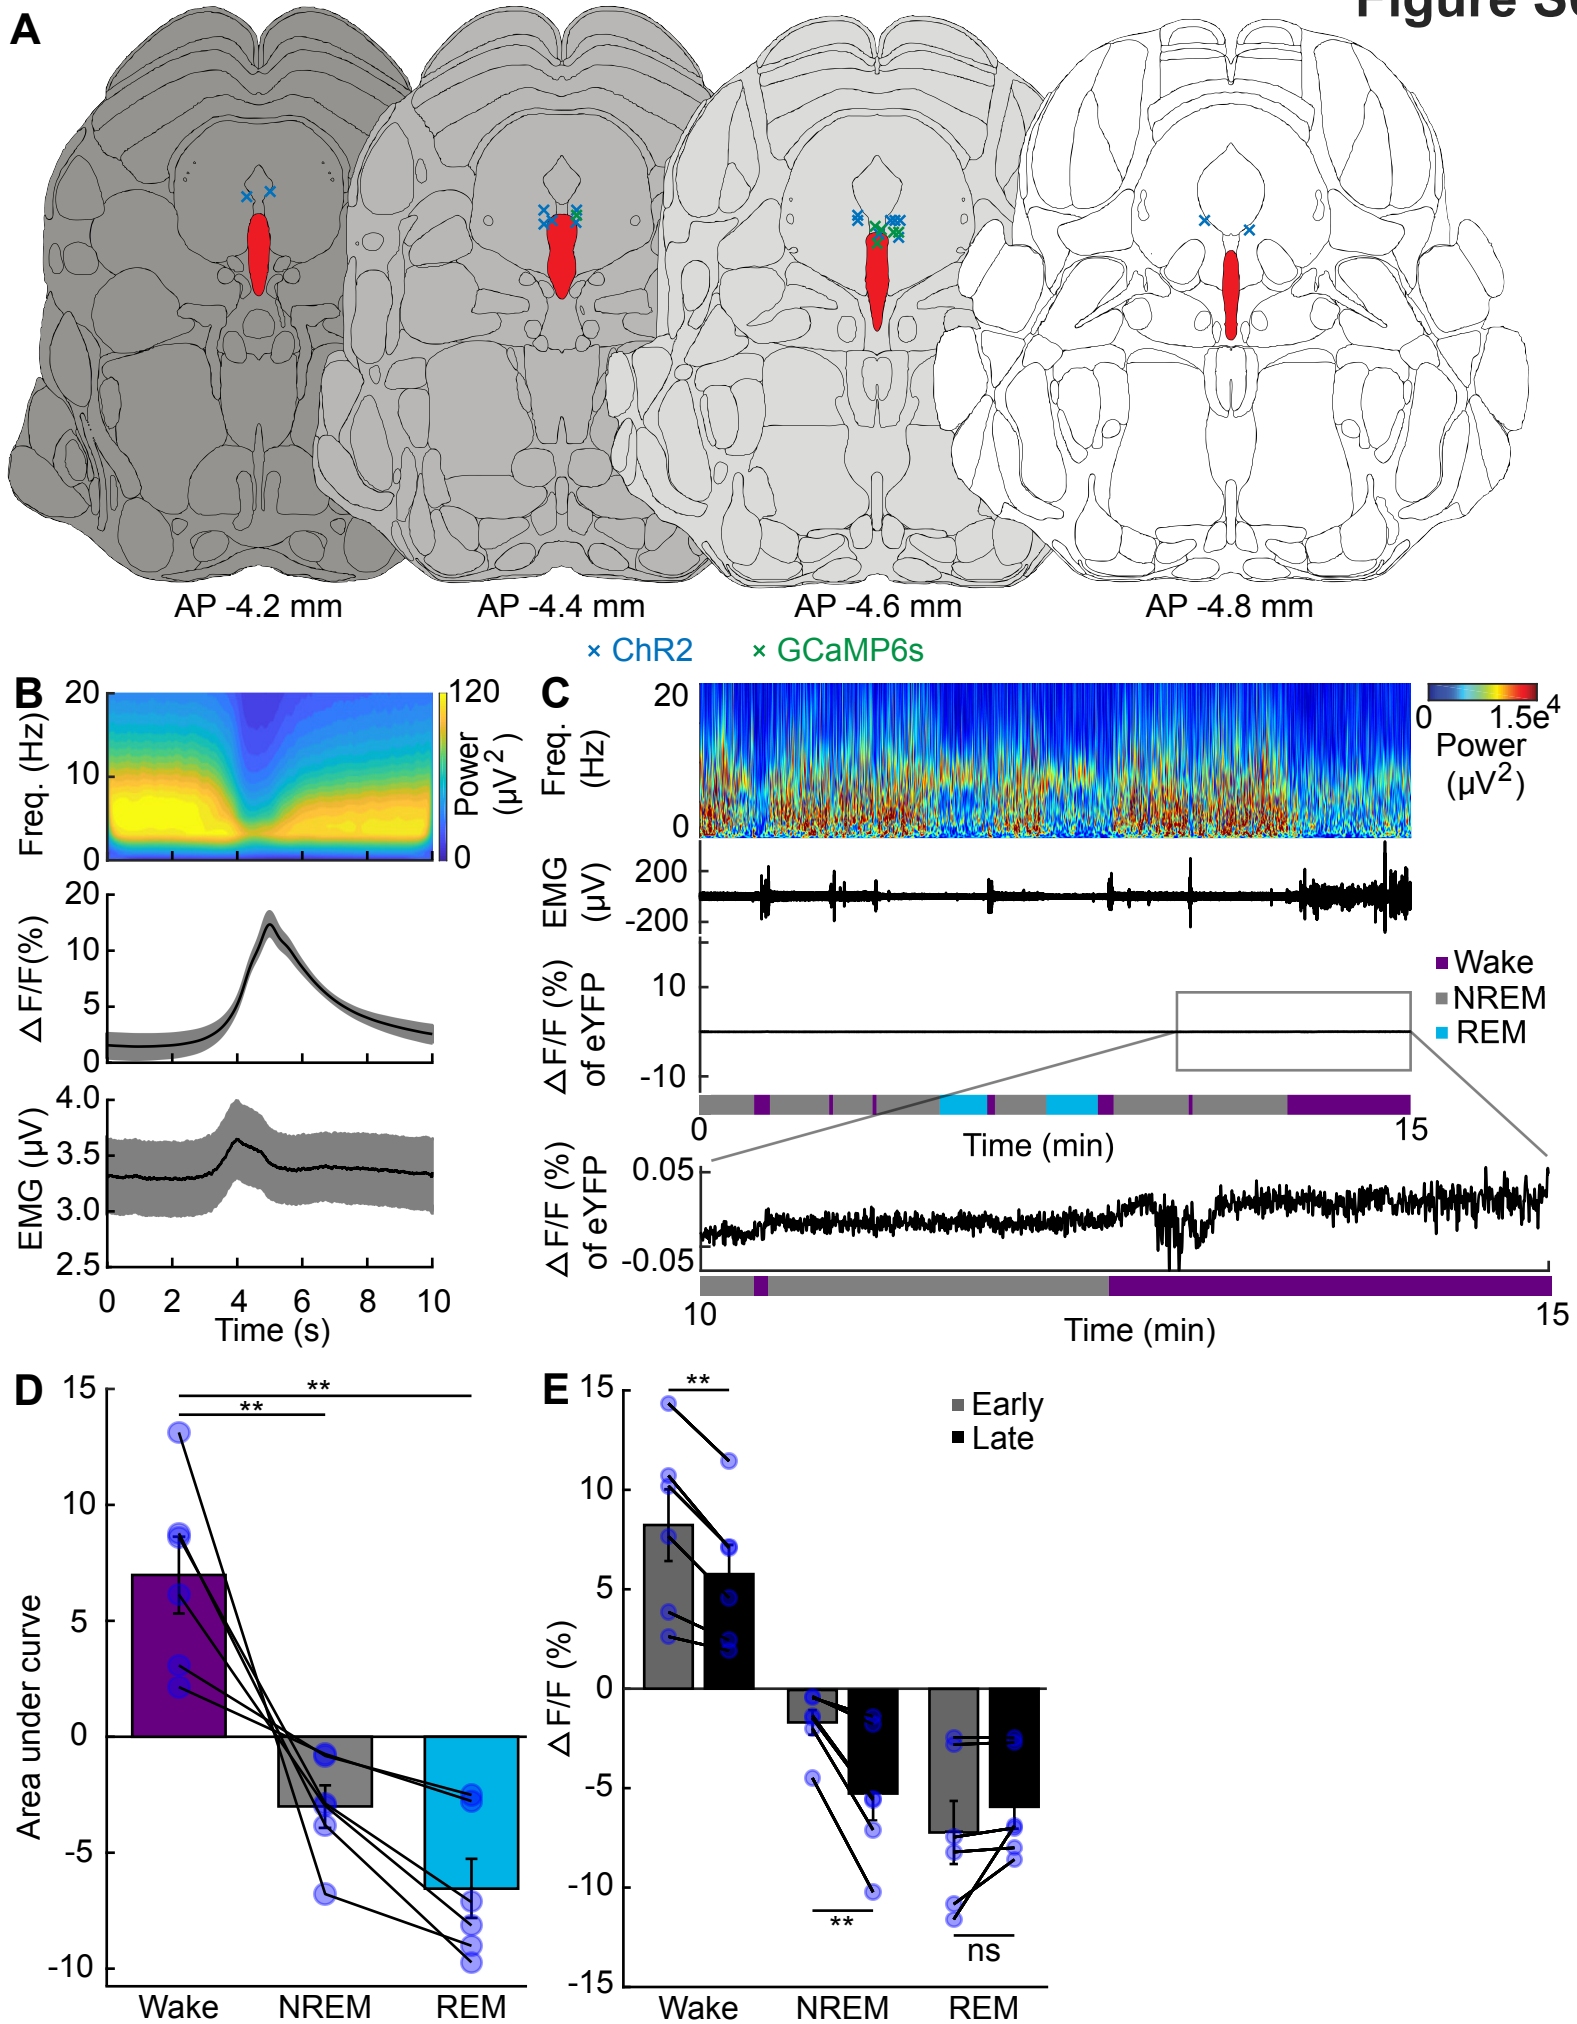 Figure S
A
AP -4.2 mm
AP -4.4 mm
AP -4.6 mm
AP -4.8 mm
× ChR2
× GCaMP6s
B
20
10
0
Freq. (Hz)
120
0
Power
(µV²)
20
10
5
0
ΔF/F(%)
4.0
3.5
3.0
2.5
EMG (µV)
0 2 4 6 8 10
Time (s)
C
20
0
Freq.
(Hz)
0 1.5e⁴
Power
(µV²)
200
-200
EMG
(µV)
10
-10
ΔF/F (%)
of eYFP
Wake
NREM
REM
0 15
Time (min)
0.05
-0.05
ΔF/F (%)
of eYFP
10 15
Time (min)
D
15
10
5
0
-5
-10
Area under curve
**
**
Wake NREM REM
E
15
10
5
0
-5
-10
-15
ΔF/F (%)
**
**
ns
Early
Late
Wake NREM REM